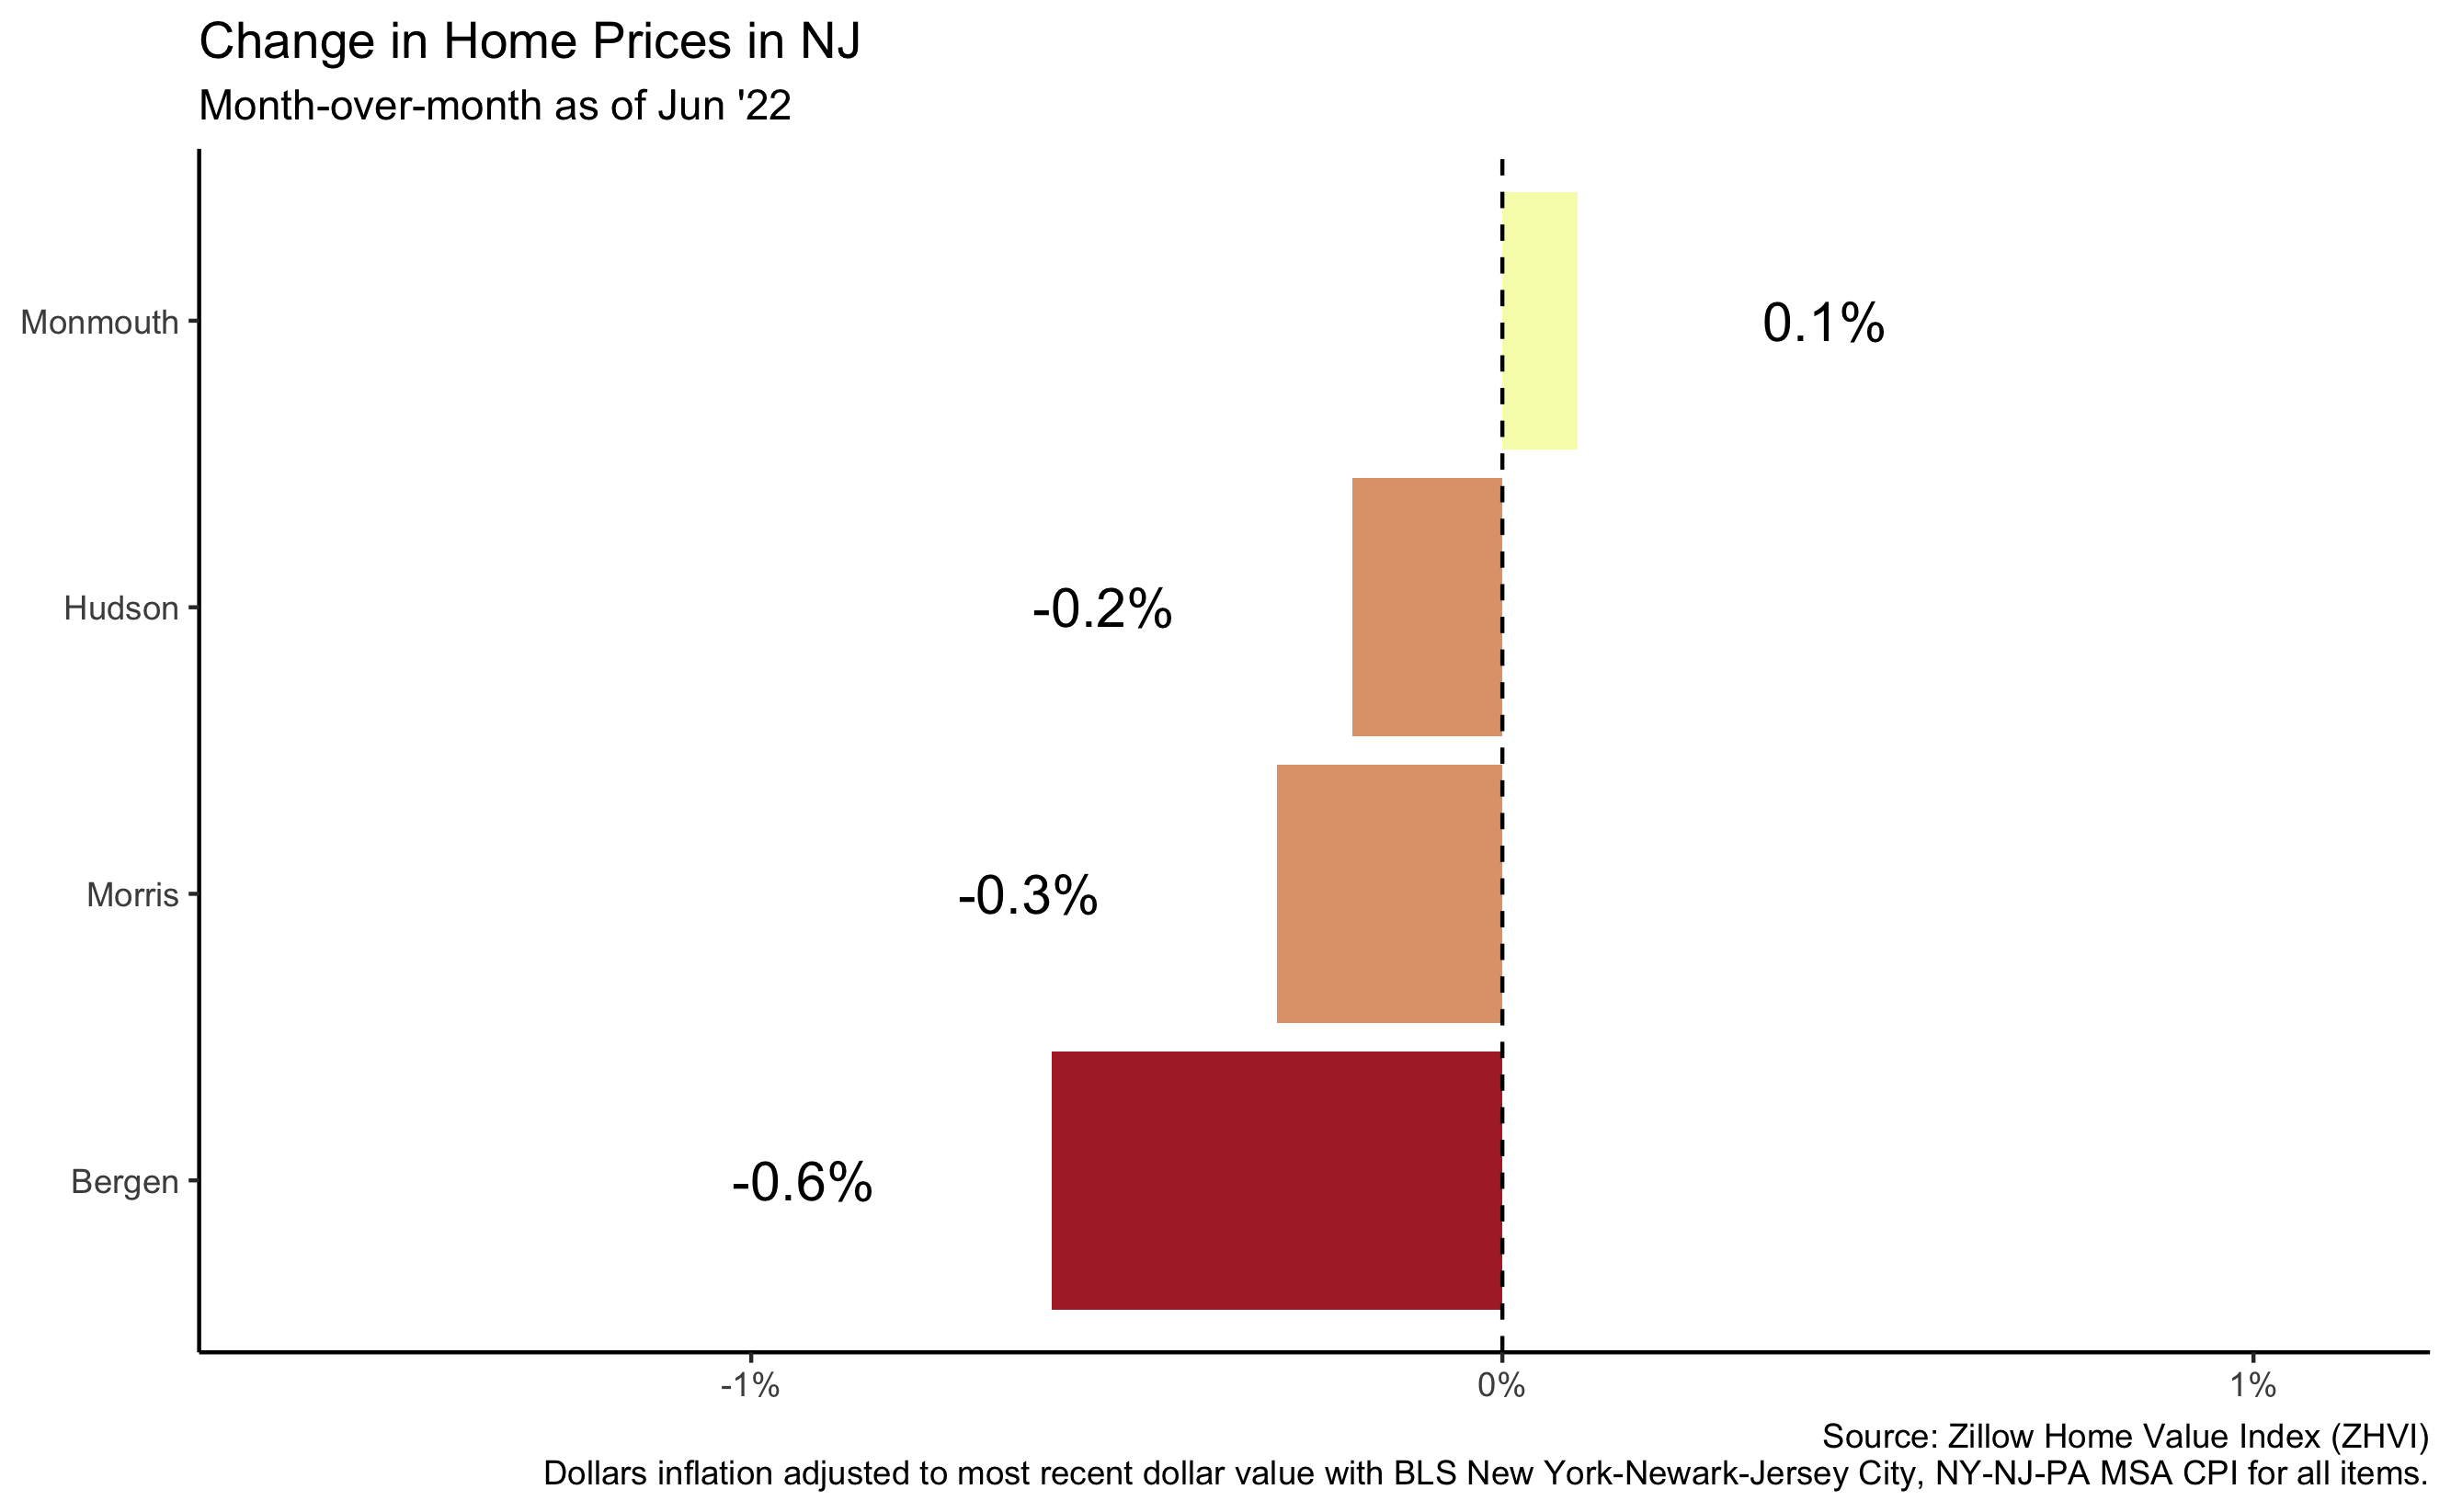 Change in Home Prices in NJ
Month-over-month as of Jun '22
Monmouth
0.1%
Hudson
-0.2%
Morris
-0.3%
Bergen
-0.6%
-1%
0%
1%
Source: Zillow Home Value Index (ZHVI)
Dollars inflation adjusted to most recent dollar value with BLS New York-Newark-Jersey City, NY-NJ-PA MSA CPI for all items.